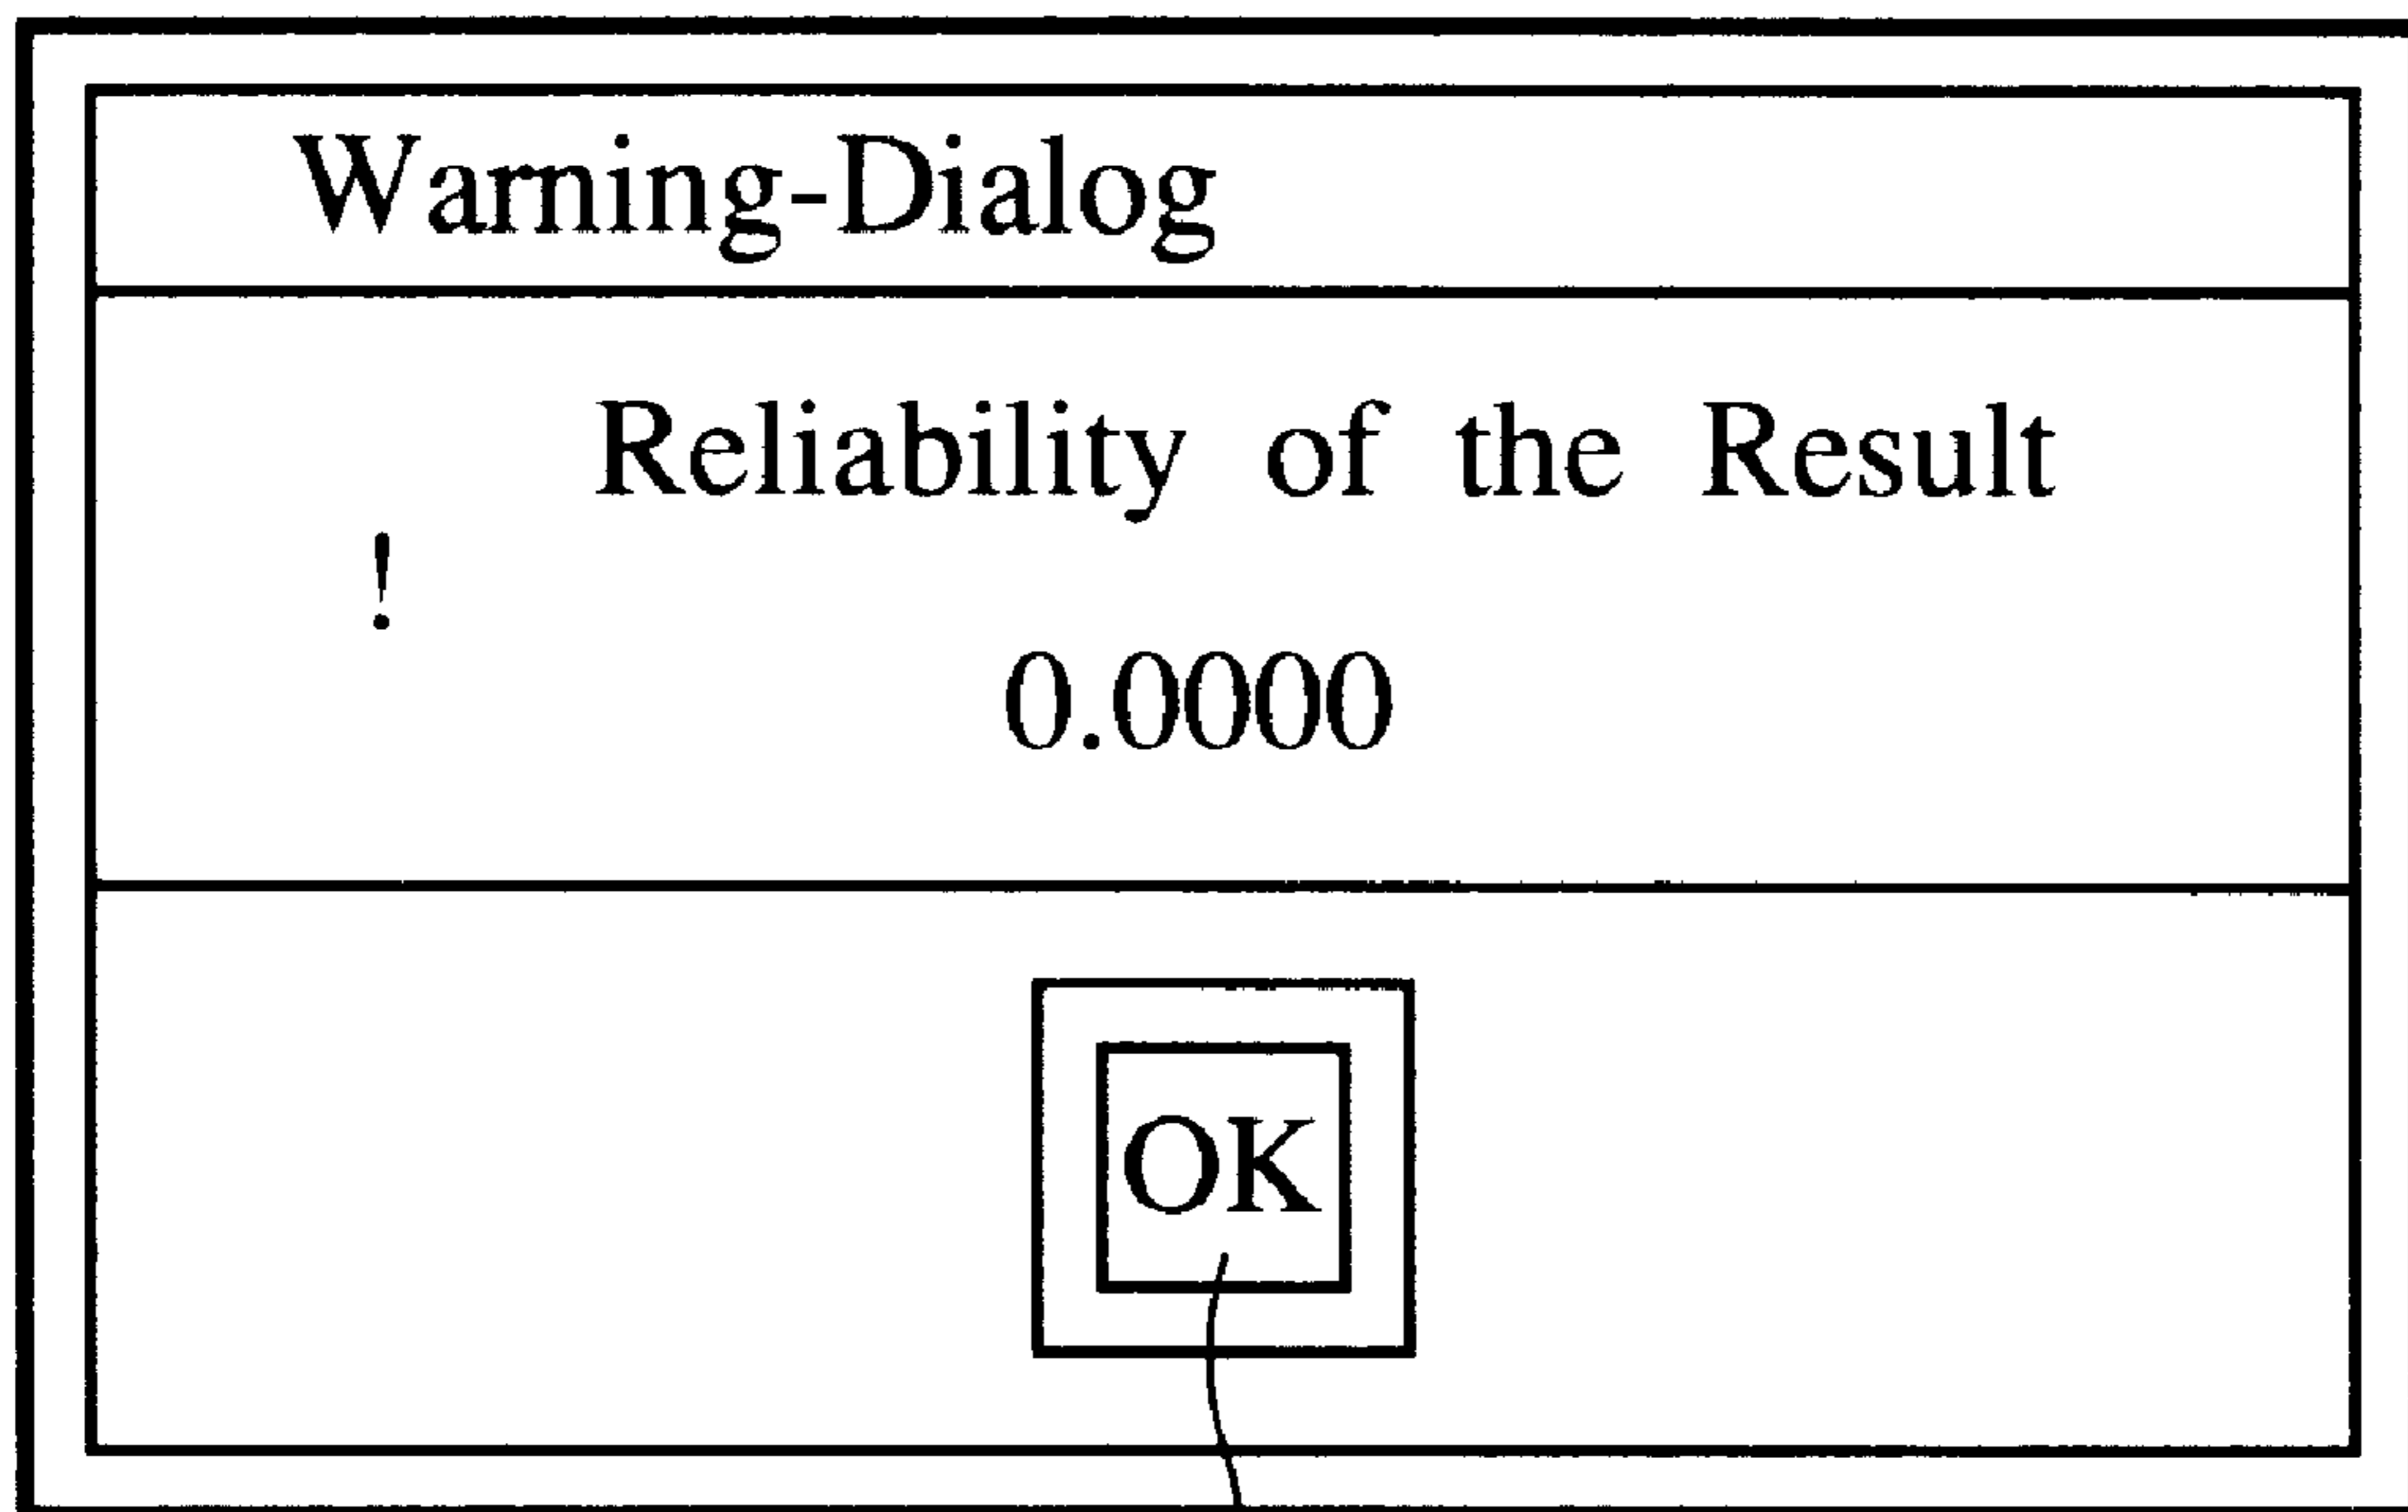 Warning-Dialog
Reliability of the Result
!
0.0000
OK